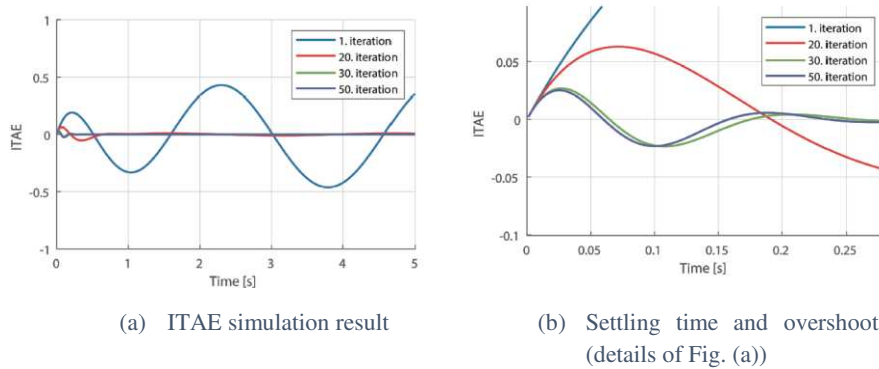 1
0.5
0
-0.5
-1
ITAE
0
1
2
3
4
5
Time [s]
1. iteration
20. iteration
30. iteration
50. iteration
(a) ITAE simulation result
0.05
0
-0.05
-0.1
ITAE
0
0.05
0.1
0.15
0.2
0.25
Time [s]
1. iteration
20. iteration
30. iteration
50. iteration
(b) Settling time and overshoot
(details of Fig. (a))